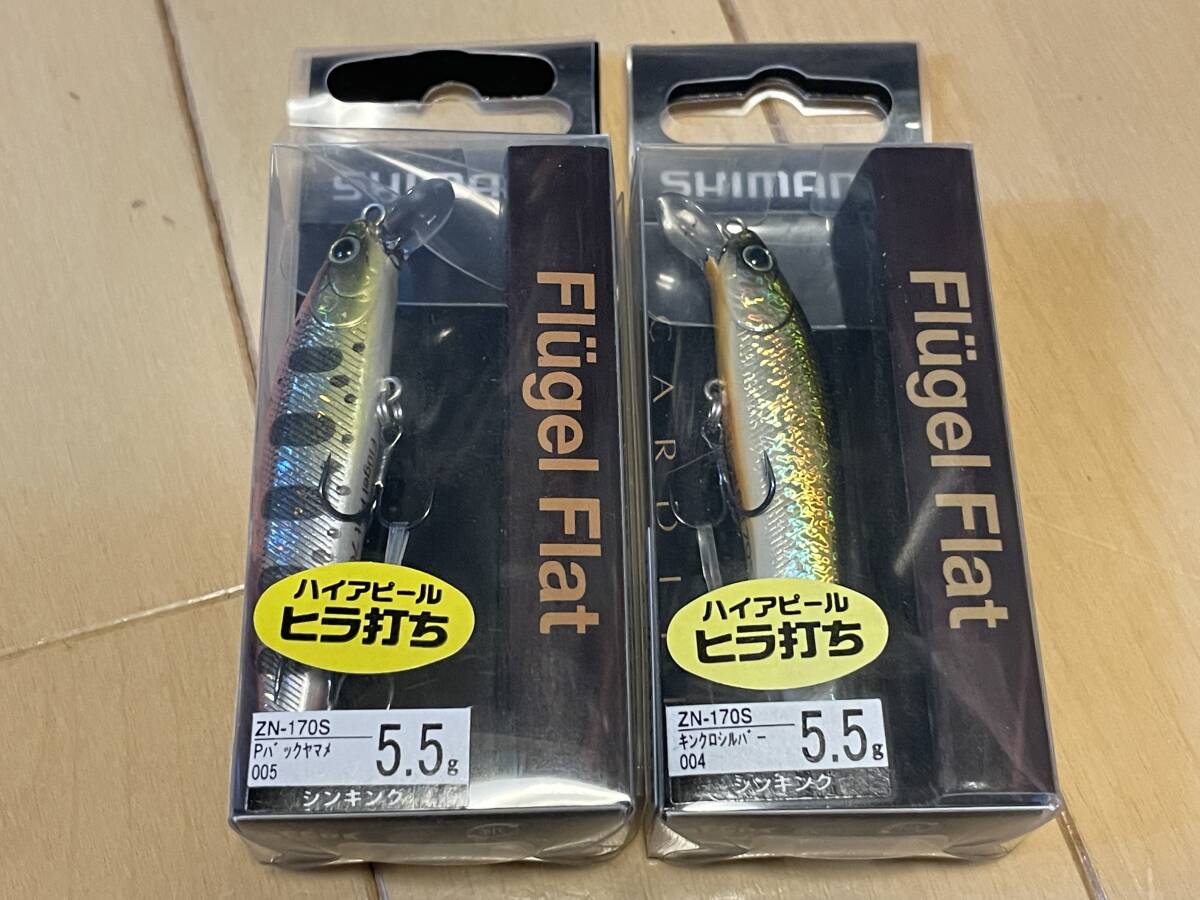 SHIMAN
Flügel Flat
ハイアピール
ヒラ打ち
ZN-170S
Pバックヤマメ
005
5.5g
シンキング
SHIMAN
CARDI
Flügel Flat
ハイアピール
ヒラ打ち
ZN-170S
キンクロシルバー
004
5.5g
シンキング